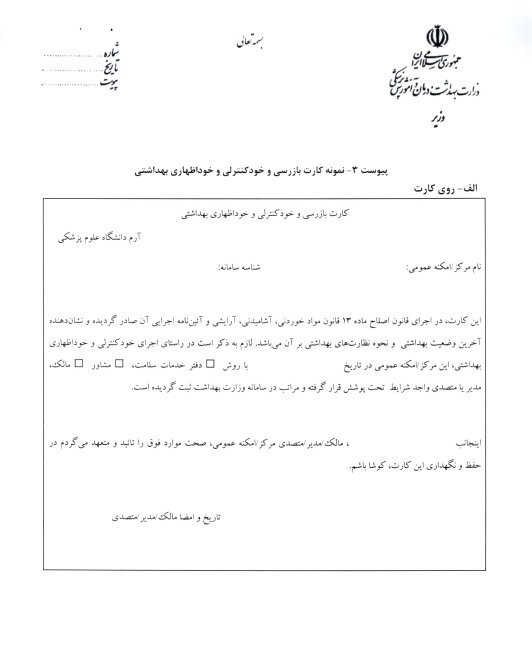 بسمه تعالی
جمهوری اسلامی ایران
وزارت بهداشت درمان و آموزش پزشکی
وزیر
شماره ....................
تاریخ ....................
پیوست ....................
پیوست ۳- نمونه کارت بازرسی و خودکنترلی و خوداظهاری بهداشتی
الف- روی کارت
کارت بازرسی و خودکنترلی و خوداظهاری بهداشتی
آرم دانشگاه علوم پزشکی
نام مرکز/امکنه عمومی: شناسه سامانه:
این کارت، در اجرای قانون اصلاح ماده ۱۳ قانون مواد خوردنی، آشامیدنی، آرایشی و آئین‌نامه اجرایی آن صادر گردیده و نشان‌دهنده
آخرین وضعیت بهداشتی و نحوه نظارت‌های بهداشتی بر آن می‌باشد. لازم به ذکر است در راستای اجرای خودکنترلی و خوداظهاری
بهداشتی، این مرکز/امکنه عمومی در تاریخ با روش □ دفتر خدمات سلامت، □ مشاور □ مالک،
مدیر یا متصدی واجد شرایط تحت پوشش قرار گرفته و مراتب در سامانه وزارت بهداشت ثبت گردیده است.
اینجانب ، مالک/مدیر/متصدی مرکز/امکنه عمومی، صحت موارد فوق را تائید و متعهد می‌گردم در
حفظ و نگهداری این کارت، کوشا باشم.
تاریخ و امضا مالک/مدیر/متصدی